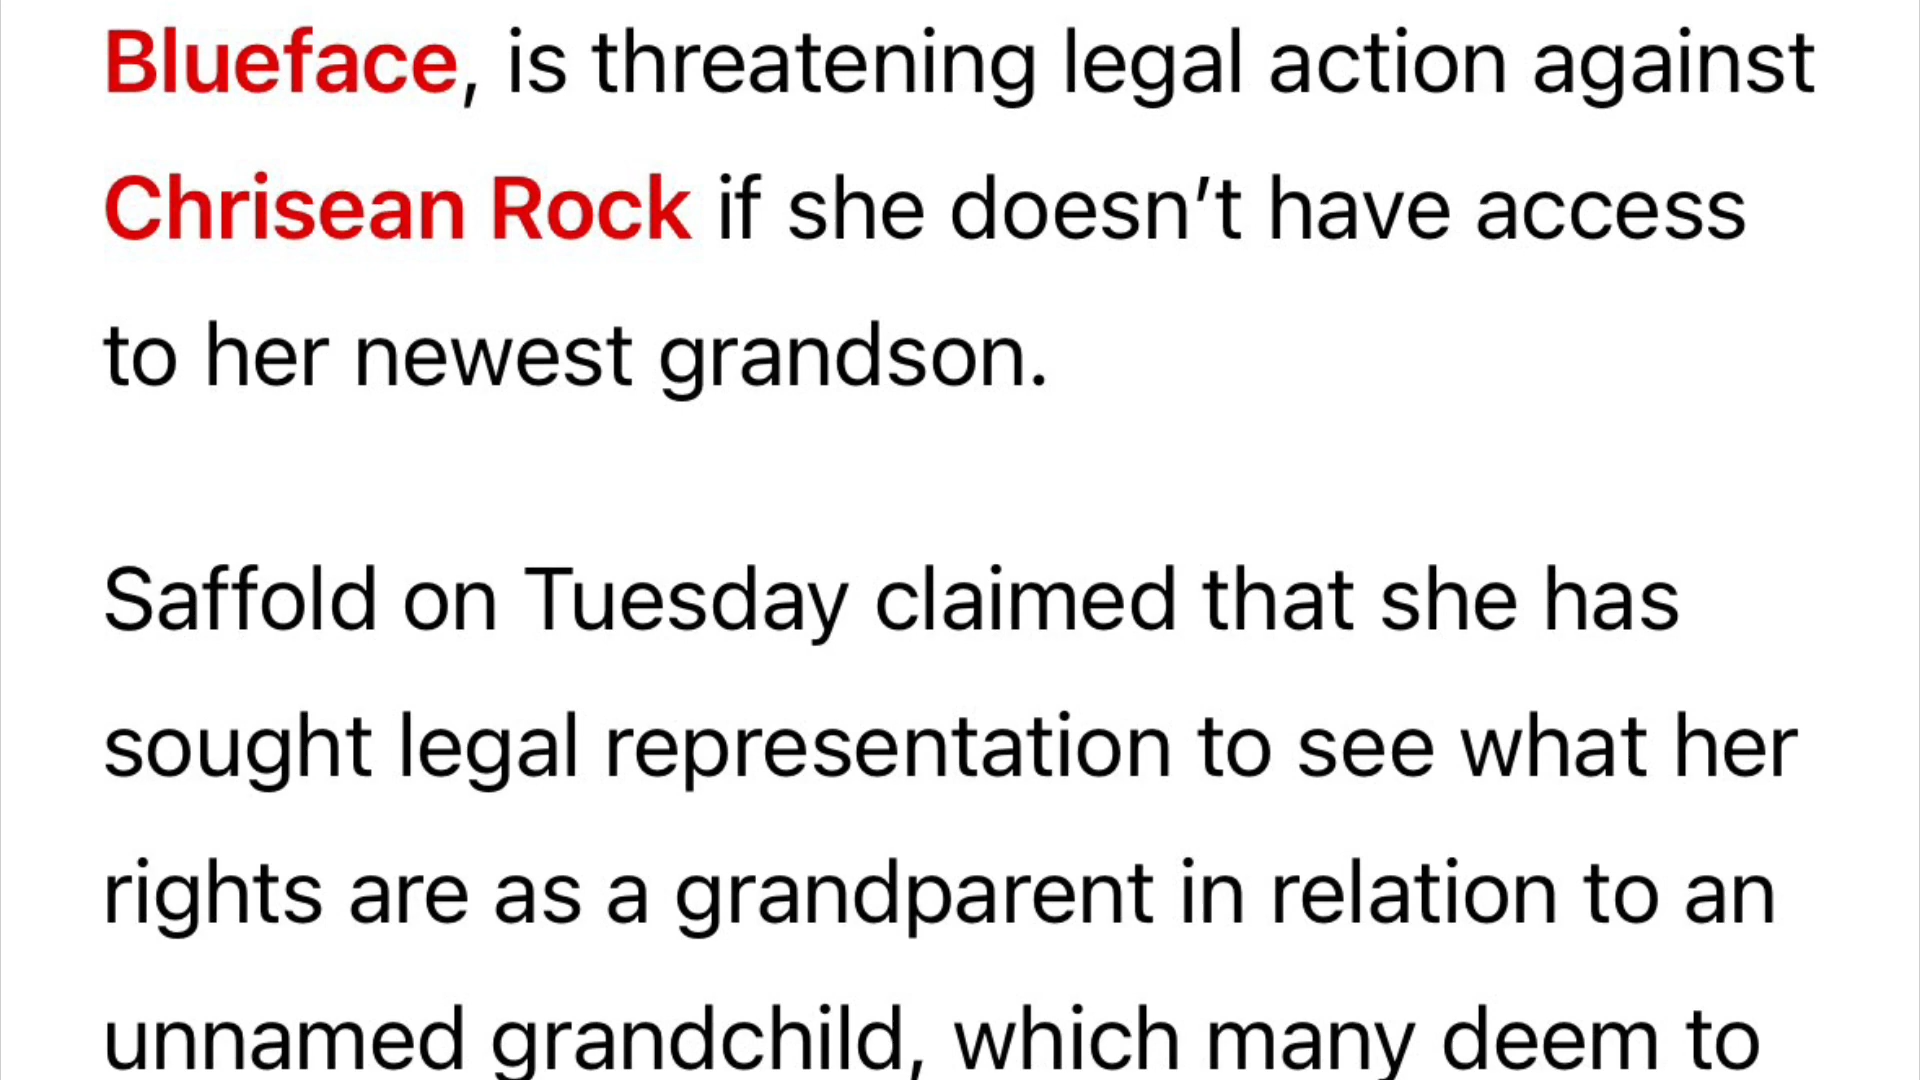 Blueface, is threatening legal action against
Chrisean Rock if she doesn’t have access
to her newest grandson.
Saffold on Tuesday claimed that she has
sought legal representation to see what her
rights are as a grandparent in relation to an
unnamed grandchild, which many deem to